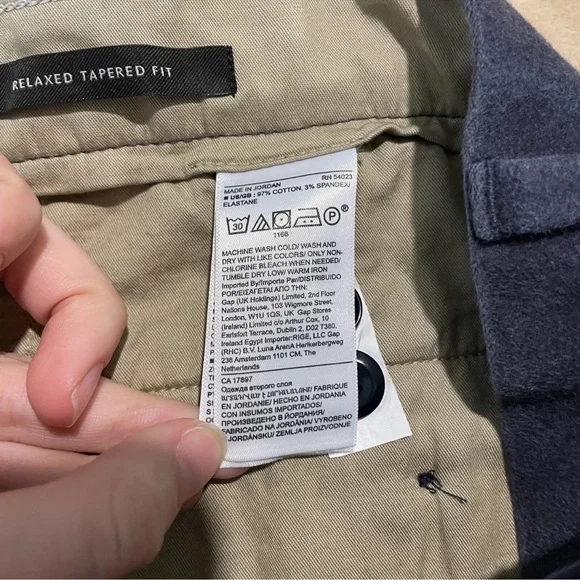 RELAXED TAPERED FIT
MADE IN JORDAN RN 54023
■ US/GB : 97% COTTON, 3% SPANDEX/
ELASTANE
30 P®
1166
MACHINE WASH COLD/ WASH AND
DRY WITH LIKE COLORS/ ONLY NON-
CHLORINE BLEACH WHEN NEEDED/
TUMBLE DRY LOW/ WARM IRON
Imported by/Importe Par/DISTRIBUIDO
POR/ΕΙΣΑΓΕΤΑΙ ΑΠΟ ΤΗΝ:
Gap (UK Holdings) Limited, 2nd Floor
Nations House, 103 Wigmore Street,
London, W1U 1QS, UK Gap Stores
(Ireland) Limited c/o Arthur Cox, 10
Earlsfort Terrace, Dublin 2, D02 T380.
Ireland Egypt Importer:RIGE, LLC Gap
(RHC) B.V. Luna ArenA Herikerbergweg
238 Amsterdam 1101 CM, The
Netherlands
CA 17897
Одежда второго слоя
FABRIQUE
EN JORDANIE/ HECHO EN JORDANIA
CON INSUMOS IMPORTADOS/
ПРОИЗВЕДЕНО В ЙОРДАНИЯ/
FABRICADO NA JORDÂNIA/ VYROBENO
JORDÁNSKU/ ZEMLJA PROIZVODNJE